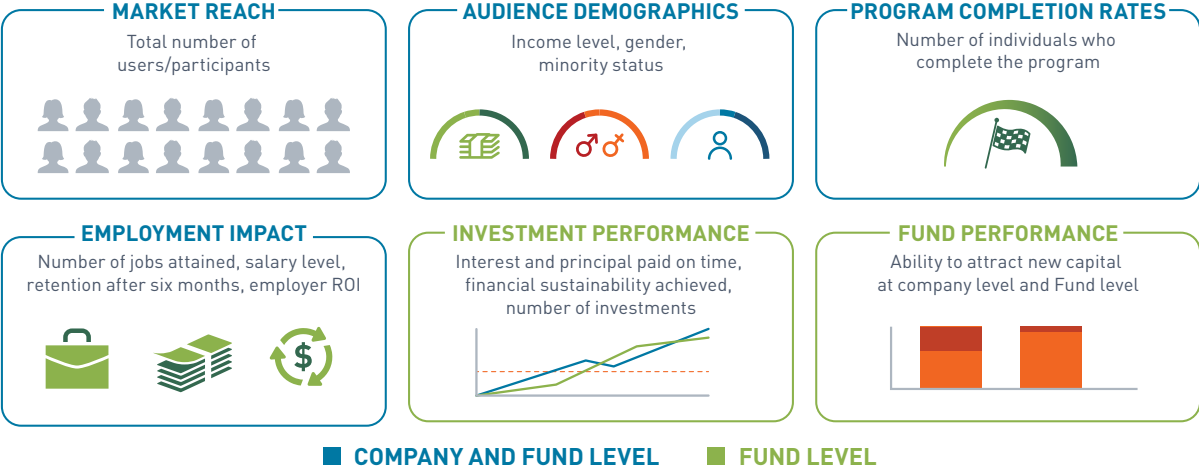 MARKET REACH
Total number of
users/participants
AUDIENCE DEMOGRAPHICS
Income level, gender,
minority status
PROGRAM COMPLETION RATES
Number of individuals who
complete the program
EMPLOYMENT IMPACT
Number of jobs attained, salary level,
retention after six months, employer ROI
$
INVESTMENT PERFORMANCE
Interest and principal paid on time,
financial sustainability achieved,
number of investments
FUND PERFORMANCE
Ability to attract new capital
at company level and Fund level
COMPANY AND FUND LEVEL
FUND LEVEL